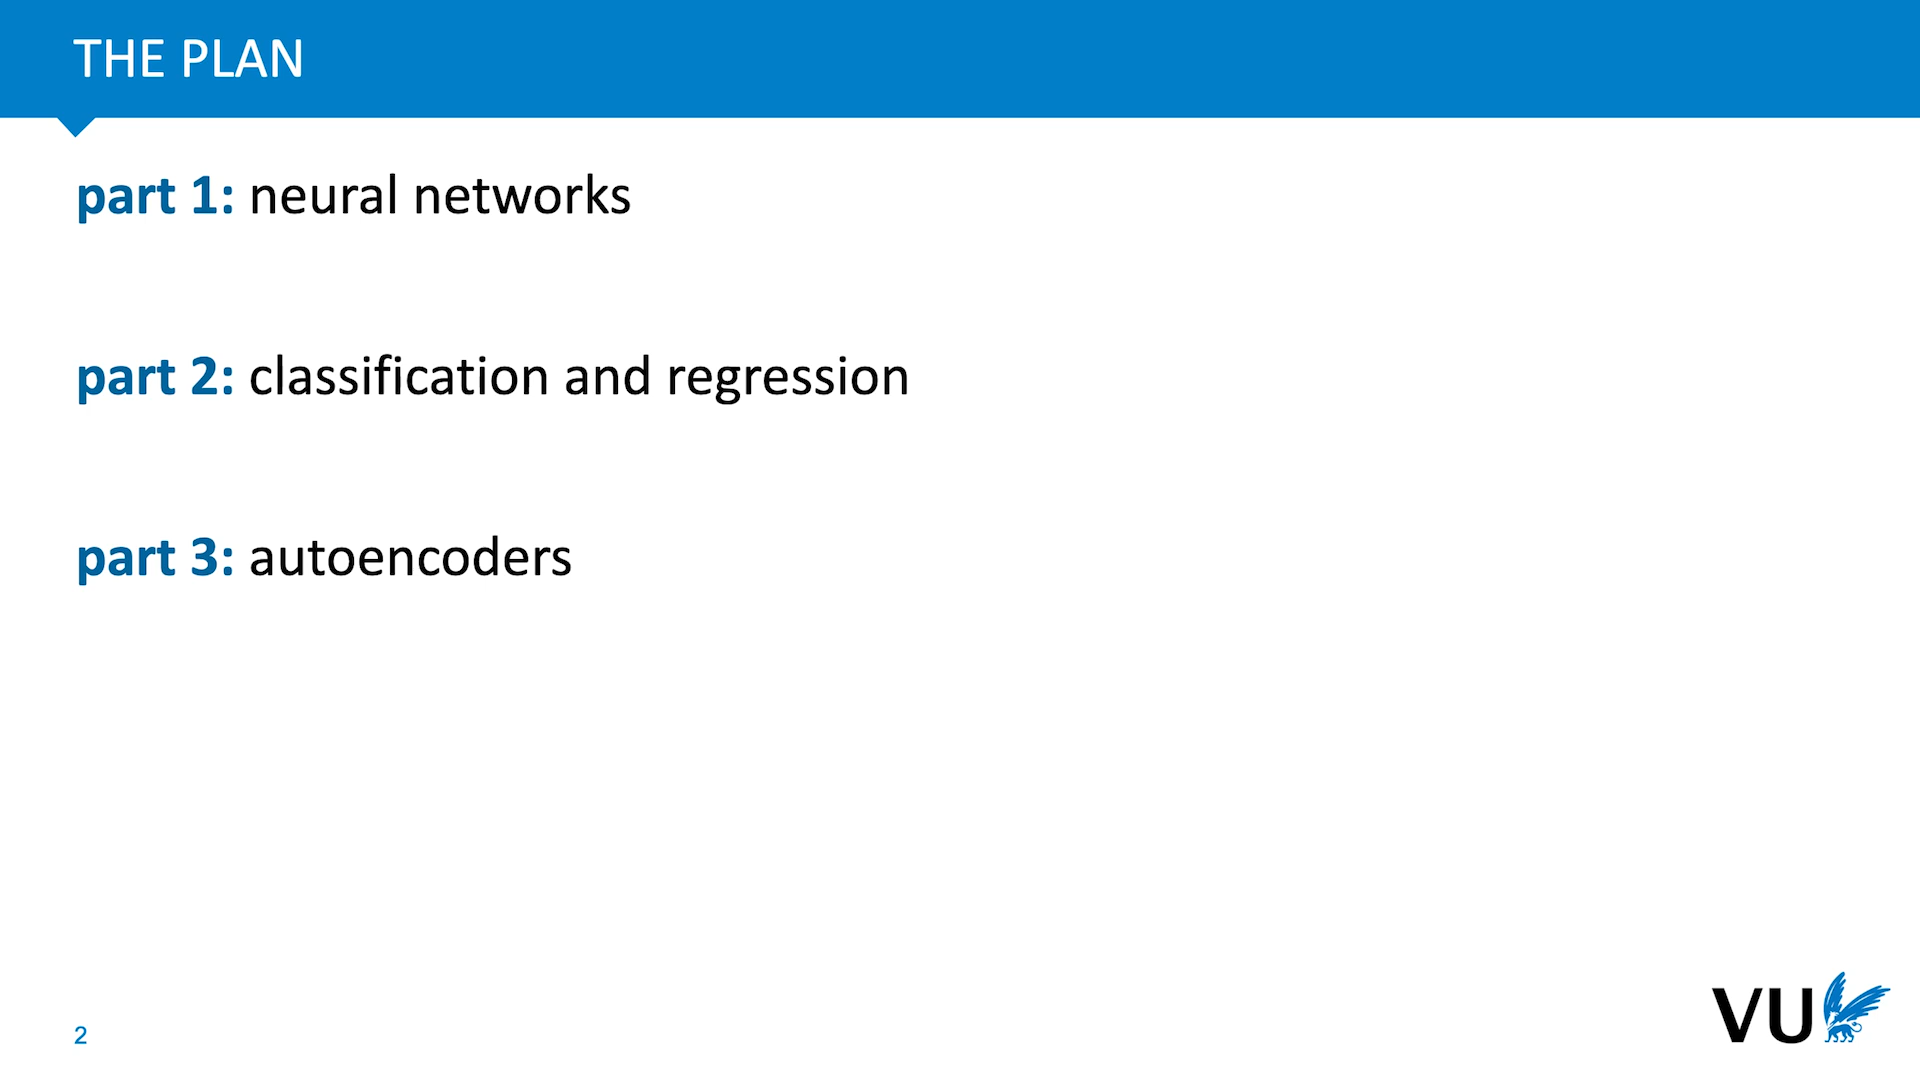 THE PLAN
part 1: neural networks
part 2: classification and regression
part 3: autoencoders
2
VU